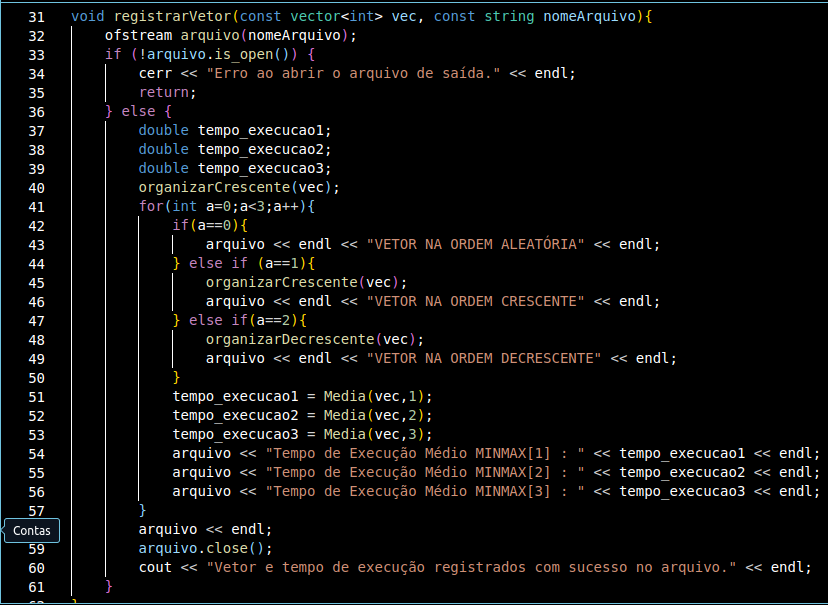 31 void registrarVetor(const vector<int> vec, const string nomeArquivo){
32 ofstream arquivo(nomeArquivo);
33 if (!arquivo.is_open()) {
34 cerr << "Erro ao abrir o arquivo de saída." << endl;
35 return;
36 } else {
37 double tempo_execucao1;
38 double tempo_execucao2;
39 double tempo_execucao3;
40 organizarCrescente(vec);
41 for(int a=0;a<3;a++){
42 if(a==0){
43 arquivo << endl << "VETOR NA ORDEM ALEATÓRIA" << endl;
44 } else if (a==1){
45 organizarCrescente(vec);
46 arquivo << endl << "VETOR NA ORDEM CRESCENTE" << endl;
47 } else if(a==2){
48 organizarDecrescente(vec);
49 arquivo << endl << "VETOR NA ORDEM DECRESCENTE" << endl;
50 }
51 tempo_execucao1 = Media(vec,1);
52 tempo_execucao2 = Media(vec,2);
53 tempo_execucao3 = Media(vec,3);
54 arquivo << "Tempo de Execução Médio MINMAX[1] : " << tempo_execucao1 << endl;
55 arquivo << "Tempo de Execução Médio MINMAX[2] : " << tempo_execucao2 << endl;
56 arquivo << "Tempo de Execução Médio MINMAX[3] : " << tempo_execucao3 << endl;
57 }
Contas arquivo << endl;
59 arquivo.close();
60 cout << "Vetor e tempo de execução registrados com sucesso no arquivo." << endl;
61 }